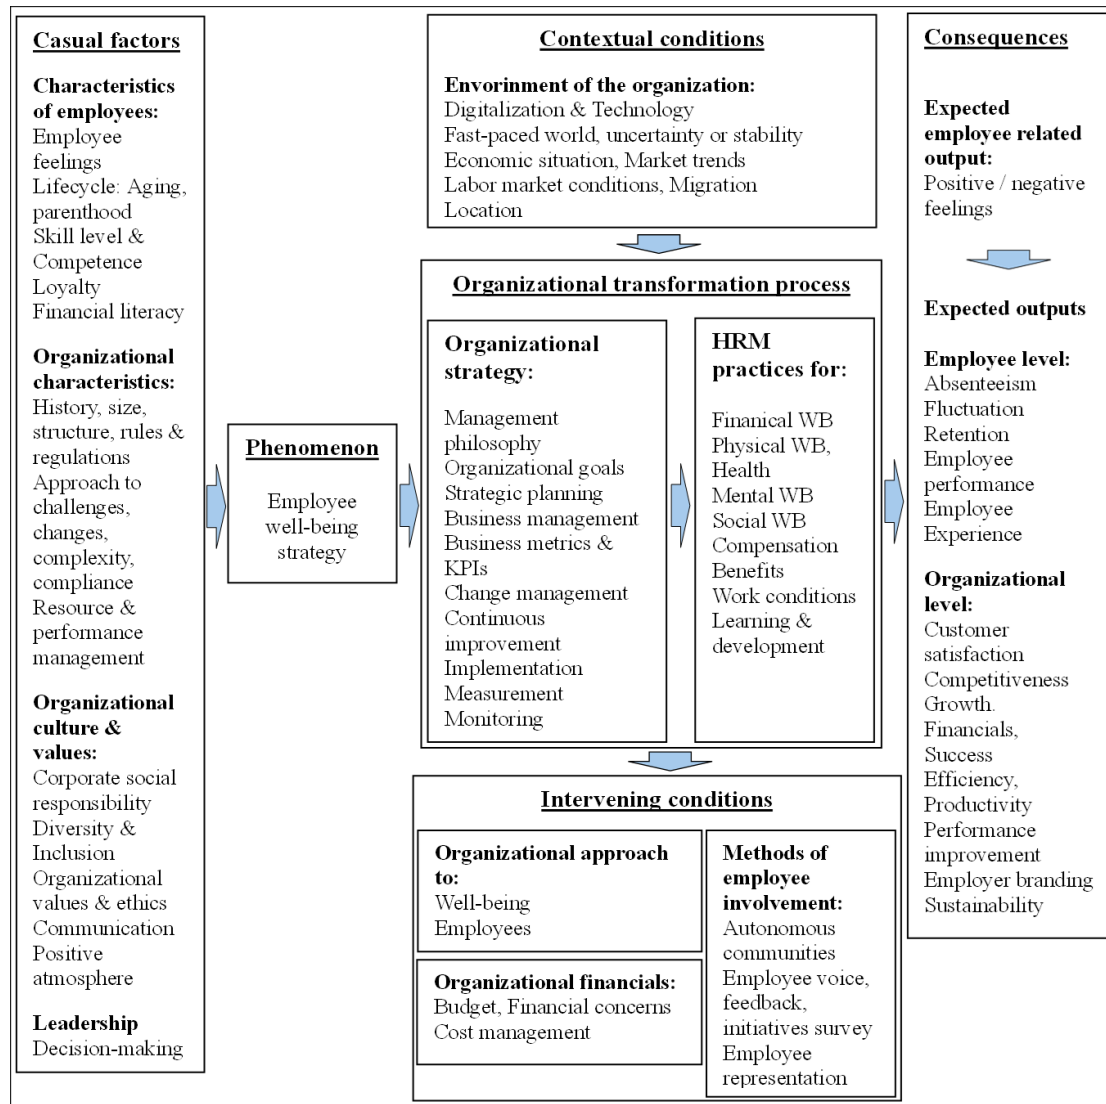 Casual factors
Characteristics
of employees:
Employee
feelings
Lifecycle: Aging,
parenthood
Skill level &
Competence
Loyalty
Financial literacy
Organizational
characteristics:
History, size,
structure, rules &
regulations
Approach to
challenges,
changes,
complexity,
compliance
Resource &
performance
management
Organizational
culture &
values:
Corporate social
responsibility
Diversity &
Inclusion
Organizational
values & ethics
Communication
Positive
atmosphere
Leadership
Decision-making
Phenomenon
Employee
well-being
strategy
Contextual conditions
Envorinment of the organization:
Digitalization & Technology
Fast-paced world, uncertainty or stability
Economic situation, Market trends
Labor market conditions, Migration
Location
Organizational transformation process
Organizational
strategy:
Management
philosophy
Organizational goals
Strategic planning
Business management
Business metrics &
KPIs
Change management
Continuous
improvement
Implementation
Measurement
Monitoring
HRM
practices for:
Finanical WB
Physical WB,
Health
Mental WB
Social WB
Compensation
Benefits
Work conditions
Learning &
development
Intervening conditions
Organizational approach
to:
Well-being
Employees
Organizational financials:
Budget, Financial concerns
Cost management
Methods of
employee
involvement:
Autonomous
communities
Employee voice,
feedback,
initiatives survey
Employee
representation
Consequences
Expected
employee related
output:
Positive / negative
feelings
Expected outputs
Employee level:
Absenteeism
Fluctuation
Retention
Employee
performance
Employee
Experience
Organizational
level:
Customer
satisfaction
Competitiveness
Growth.
Financials,
Success
Efficiency,
Productivity
Performance
improvement
Employer branding
Sustainability